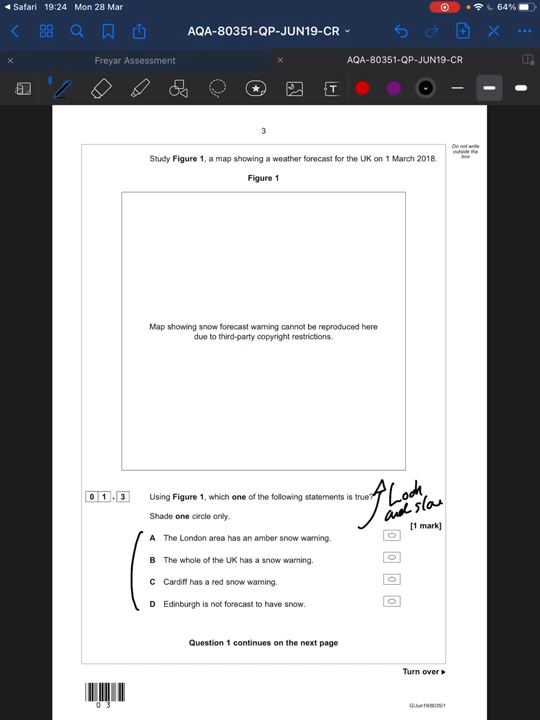 Safari 19:24 Mon 28 Mar 64%
AQA-80351-QP-JUN19-CR
Freyar Assessment
AQA-80351-QP-JUN19-CR
T
3
Do not write outside the box
Study Figure 1, a map showing a weather forecast for the UK on 1 March 2018.
Figure 1
Map showing snow forecast warning cannot be reproduced here
due to third-party copyright restrictions.
0 1 . 3 Using Figure 1, which one of the following statements is true?
Look
and
Shade one circle only.
[1 mark]
A The London area has an amber snow warning.
B The whole of the UK has a snow warning.
C Cardiff has a red snow warning.
D Edinburgh is not forecast to have snow.
Question 1 continues on the next page
Turn over
0 3
G/Jun19/8035/1